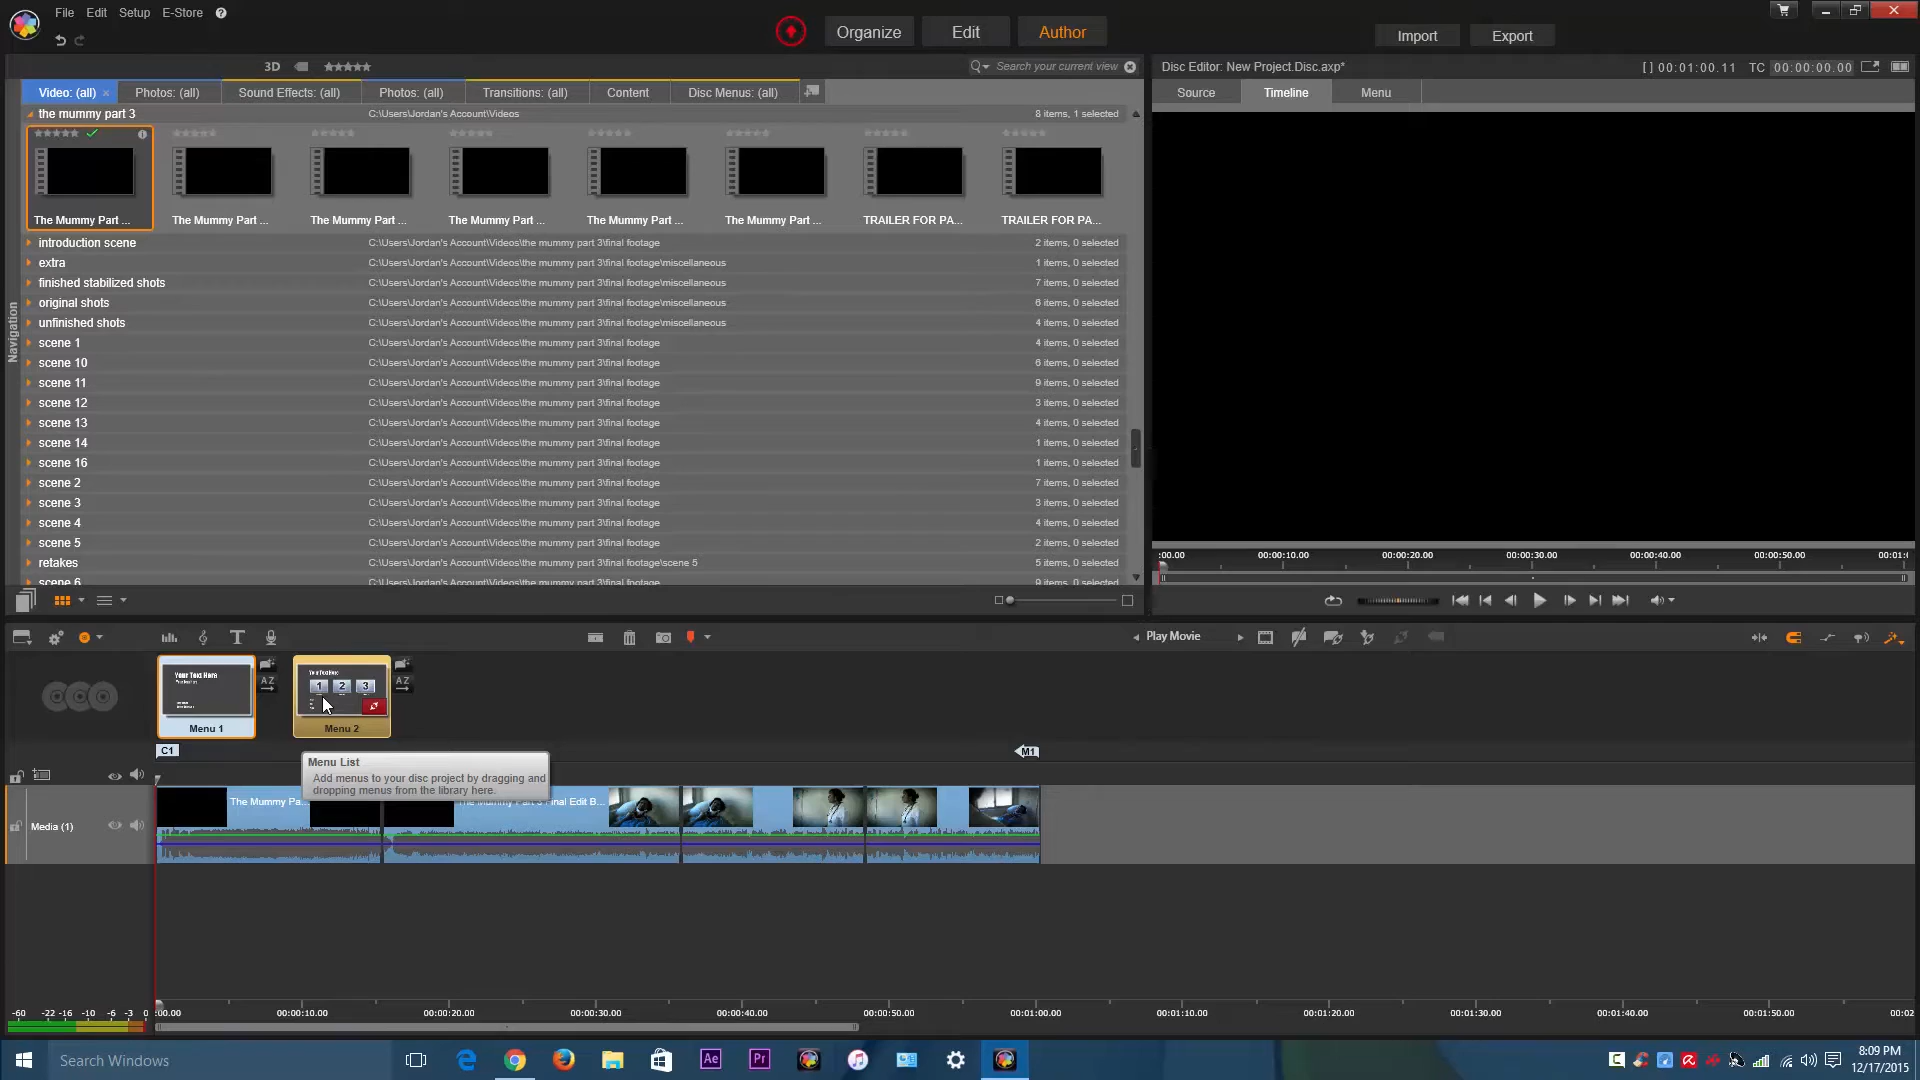 File Edit Setup E-Store ?
Organize Edit Author
Import Export
3D
Search your current view
Disc Editor: New Project.Disc.axp*
[ ] 00:01:00.11 TC 00:00:00.00
Video: (all) × Photos: (all) Sound Effects: (all) Photos: (all) Transitions: (all) Content Disc Menus: (all)
Source Timeline Menu
the mummy part 3 C:\Users\Jordan's Account\Videos 8 items, 1 selected
The Mummy Part ... The Mummy Part ... The Mummy Part ... The Mummy Part ... The Mummy Part ... The Mummy Part ... TRAILER FOR PA... TRAILER FOR PA...
introduction scene C:\Users\Jordan's Account\Videos\the mummy part 3\final footage 2 items, 0 selected
extra C:\Users\Jordan's Account\Videos\the mummy part 3\final footage\miscellaneous 1 items, 0 selected
finished stabilized shots C:\Users\Jordan's Account\Videos\the mummy part 3\final footage\miscellaneous 7 items, 0 selected
original shots C:\Users\Jordan's Account\Videos\the mummy part 3\final footage\miscellaneous 6 items, 0 selected
unfinished shots C:\Users\Jordan's Account\Videos\the mummy part 3\final footage\miscellaneous 4 items, 0 selected
scene 1 C:\Users\Jordan's Account\Videos\the mummy part 3\final footage 4 items, 0 selected
scene 10 C:\Users\Jordan's Account\Videos\the mummy part 3\final footage 6 items, 0 selected
scene 11 C:\Users\Jordan's Account\Videos\the mummy part 3\final footage 9 items, 0 selected
scene 12 C:\Users\Jordan's Account\Videos\the mummy part 3\final footage 3 items, 0 selected
scene 13 C:\Users\Jordan's Account\Videos\the mummy part 3\final footage 4 items, 0 selected
scene 14 C:\Users\Jordan's Account\Videos\the mummy part 3\final footage 1 items, 0 selected
scene 16 C:\Users\Jordan's Account\Videos\the mummy part 3\final footage 1 items, 0 selected
scene 2 C:\Users\Jordan's Account\Videos\the mummy part 3\final footage 7 items, 0 selected
scene 3 C:\Users\Jordan's Account\Videos\the mummy part 3\final footage 3 items, 0 selected
scene 4 C:\Users\Jordan's Account\Videos\the mummy part 3\final footage 4 items, 0 selected
scene 5 C:\Users\Jordan's Account\Videos\the mummy part 3\final footage 2 items, 0 selected
retakes C:\Users\Jordan's Account\Videos\the mummy part 3\final footage\scene 5 5 items, 0 selected
scene 6 C:\Users\Jordan's Account\Videos\the mummy part 3\final footage 9 items, 0 selected
Navigation
:00.00 00:00:10.00 00:00:20.00 00:00:30.00 00:00:40.00 00:00:50.00 00:01:
Play Movie
Your Text Here
AZ
Menu 1
1 2 3
AZ
Menu 2
C1
M1
Menu List
Add menus to your disc project by dragging and
dropping menus from the library here.
Media (1)
The Mummy Pa...
The Mummy Part 3 Final Edit B...
-60 -22 -16 -10 -6 -3 0
:00.00 00:00:10.00 00:00:20.00 00:00:30.00 00:00:40.00 00:00:50.00 00:01:00.00 00:01:10.00 00:01:20.00 00:01:30.00 00:01:40.00 00:01:50.00 00:02
Search Windows
Ae
Pr
8:09 PM
12/17/2015